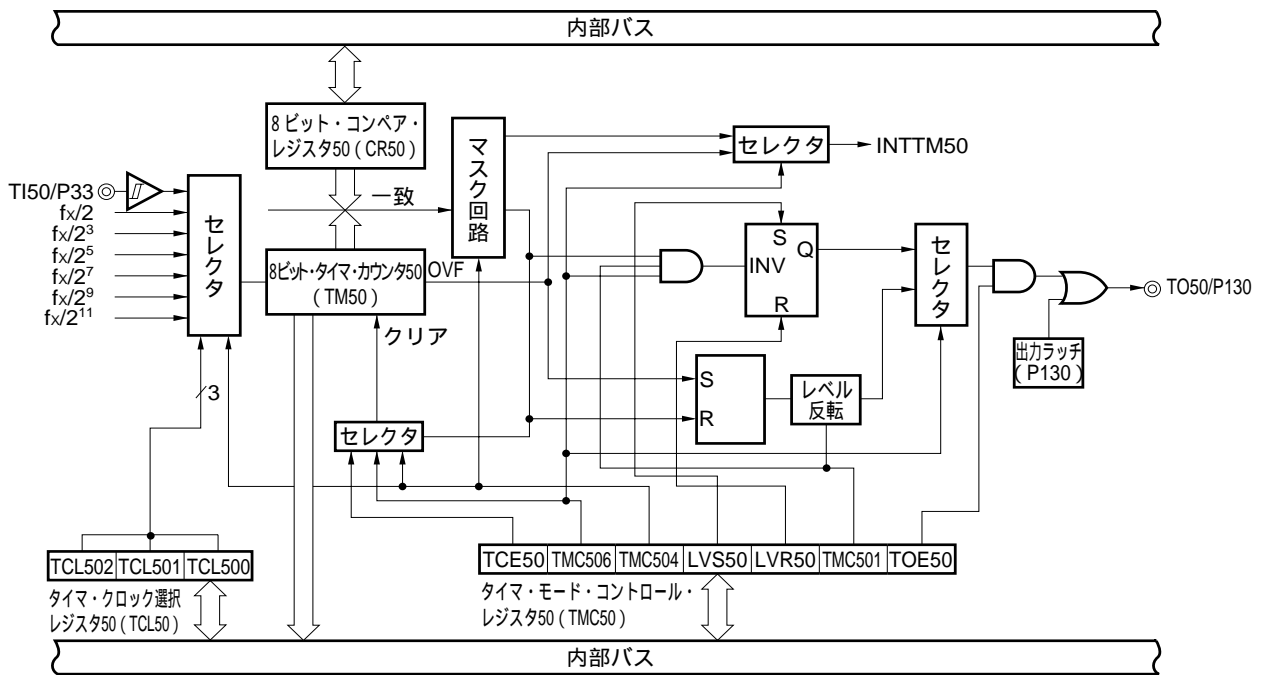 内部バス
8ビット・コンペア・
レジスタ50（CR50）
マスク回路
セレクタ
INTTM50
TI50/P33
fx/2
fx/2³
fx/2⁵
fx/2⁷
fx/2⁹
fx/2¹¹
セレクタ
一致
8ビット・タイマ・カウンタ50
（TM50）
OVF
クリア
S
Q
INV
R
セレクタ
TO50/P130
出力ラッチ
（P130）
S
R
レベル
反転
3
セレクタ
TCL502 TCL501 TCL500
タイマ・クロック選択
レジスタ50（TCL50）
TCE50 TMC506 TMC504 LVS50 LVR50 TMC501 TOE50
タイマ・モード・コントロール・
レジスタ50（TMC50）
内部バス